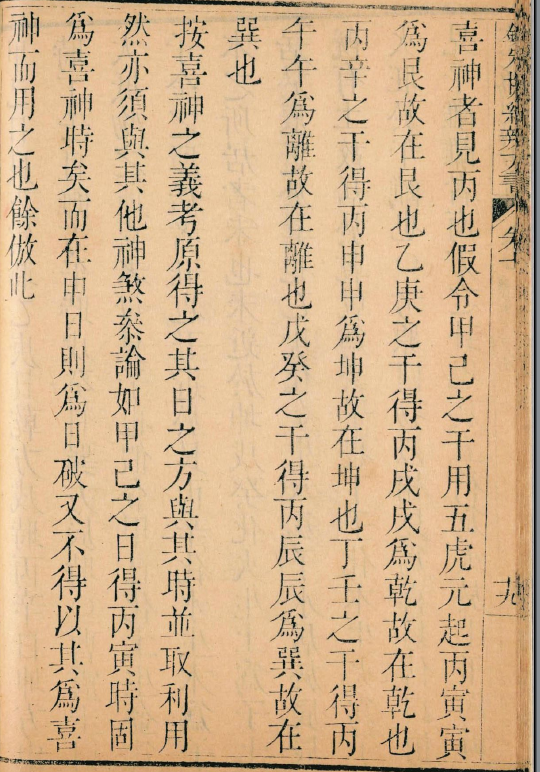 欽定協紀辨方書 卷七
十九
喜神者見丙也假令甲己之干用五虎元起丙寅寅
爲艮故在艮也乙庚之干得丙戌戌爲乾故在乾也
丙辛之干得丙申申爲坤故在坤也丁壬之干得丙
午午爲離故在離也戊癸之干得丙辰辰爲巽故在
巽也
按喜神之義考原得之其日之方與其時並取利用
然亦須與其他神煞叅論如甲己之日得丙寅時固
爲喜神時矣而在申日則爲日破又不得以其爲喜
神而用之也餘倣此